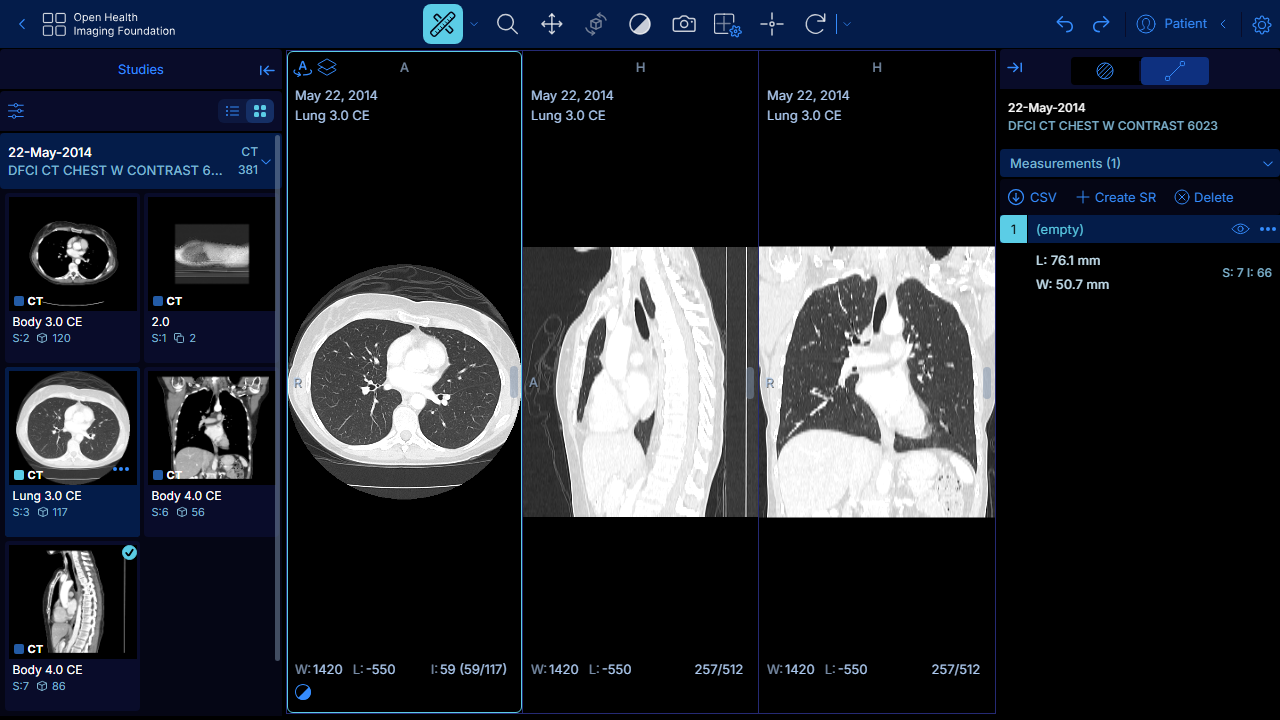 Open Health
Imaging Foundation
Patient
Studies
22-May-2014
CT
DFCI CT CHEST W CONTRAST 6...
381
CT
Body 3.0 CE
S:2 120
CT
2.0
S:1 2
CT
Lung 3.0 CE
S:3 117
CT
Body 4.0 CE
S:6 56
CT
Body 4.0 CE
S:7 86
A
A
May 22, 2014
Lung 3.0 CE
R
W: 1420 L: -550 I: 59 (59/117)
H
May 22, 2014
Lung 3.0 CE
A
W: 1420 L: -550 257/512
H
May 22, 2014
Lung 3.0 CE
R
W: 1420 L: -550 257/512
22-May-2014
DFCI CT CHEST W CONTRAST 6023
Measurements (1)
CSV Create SR Delete
1 (empty)
L: 76.1 mm
W: 50.7 mm
S: 7 I: 66